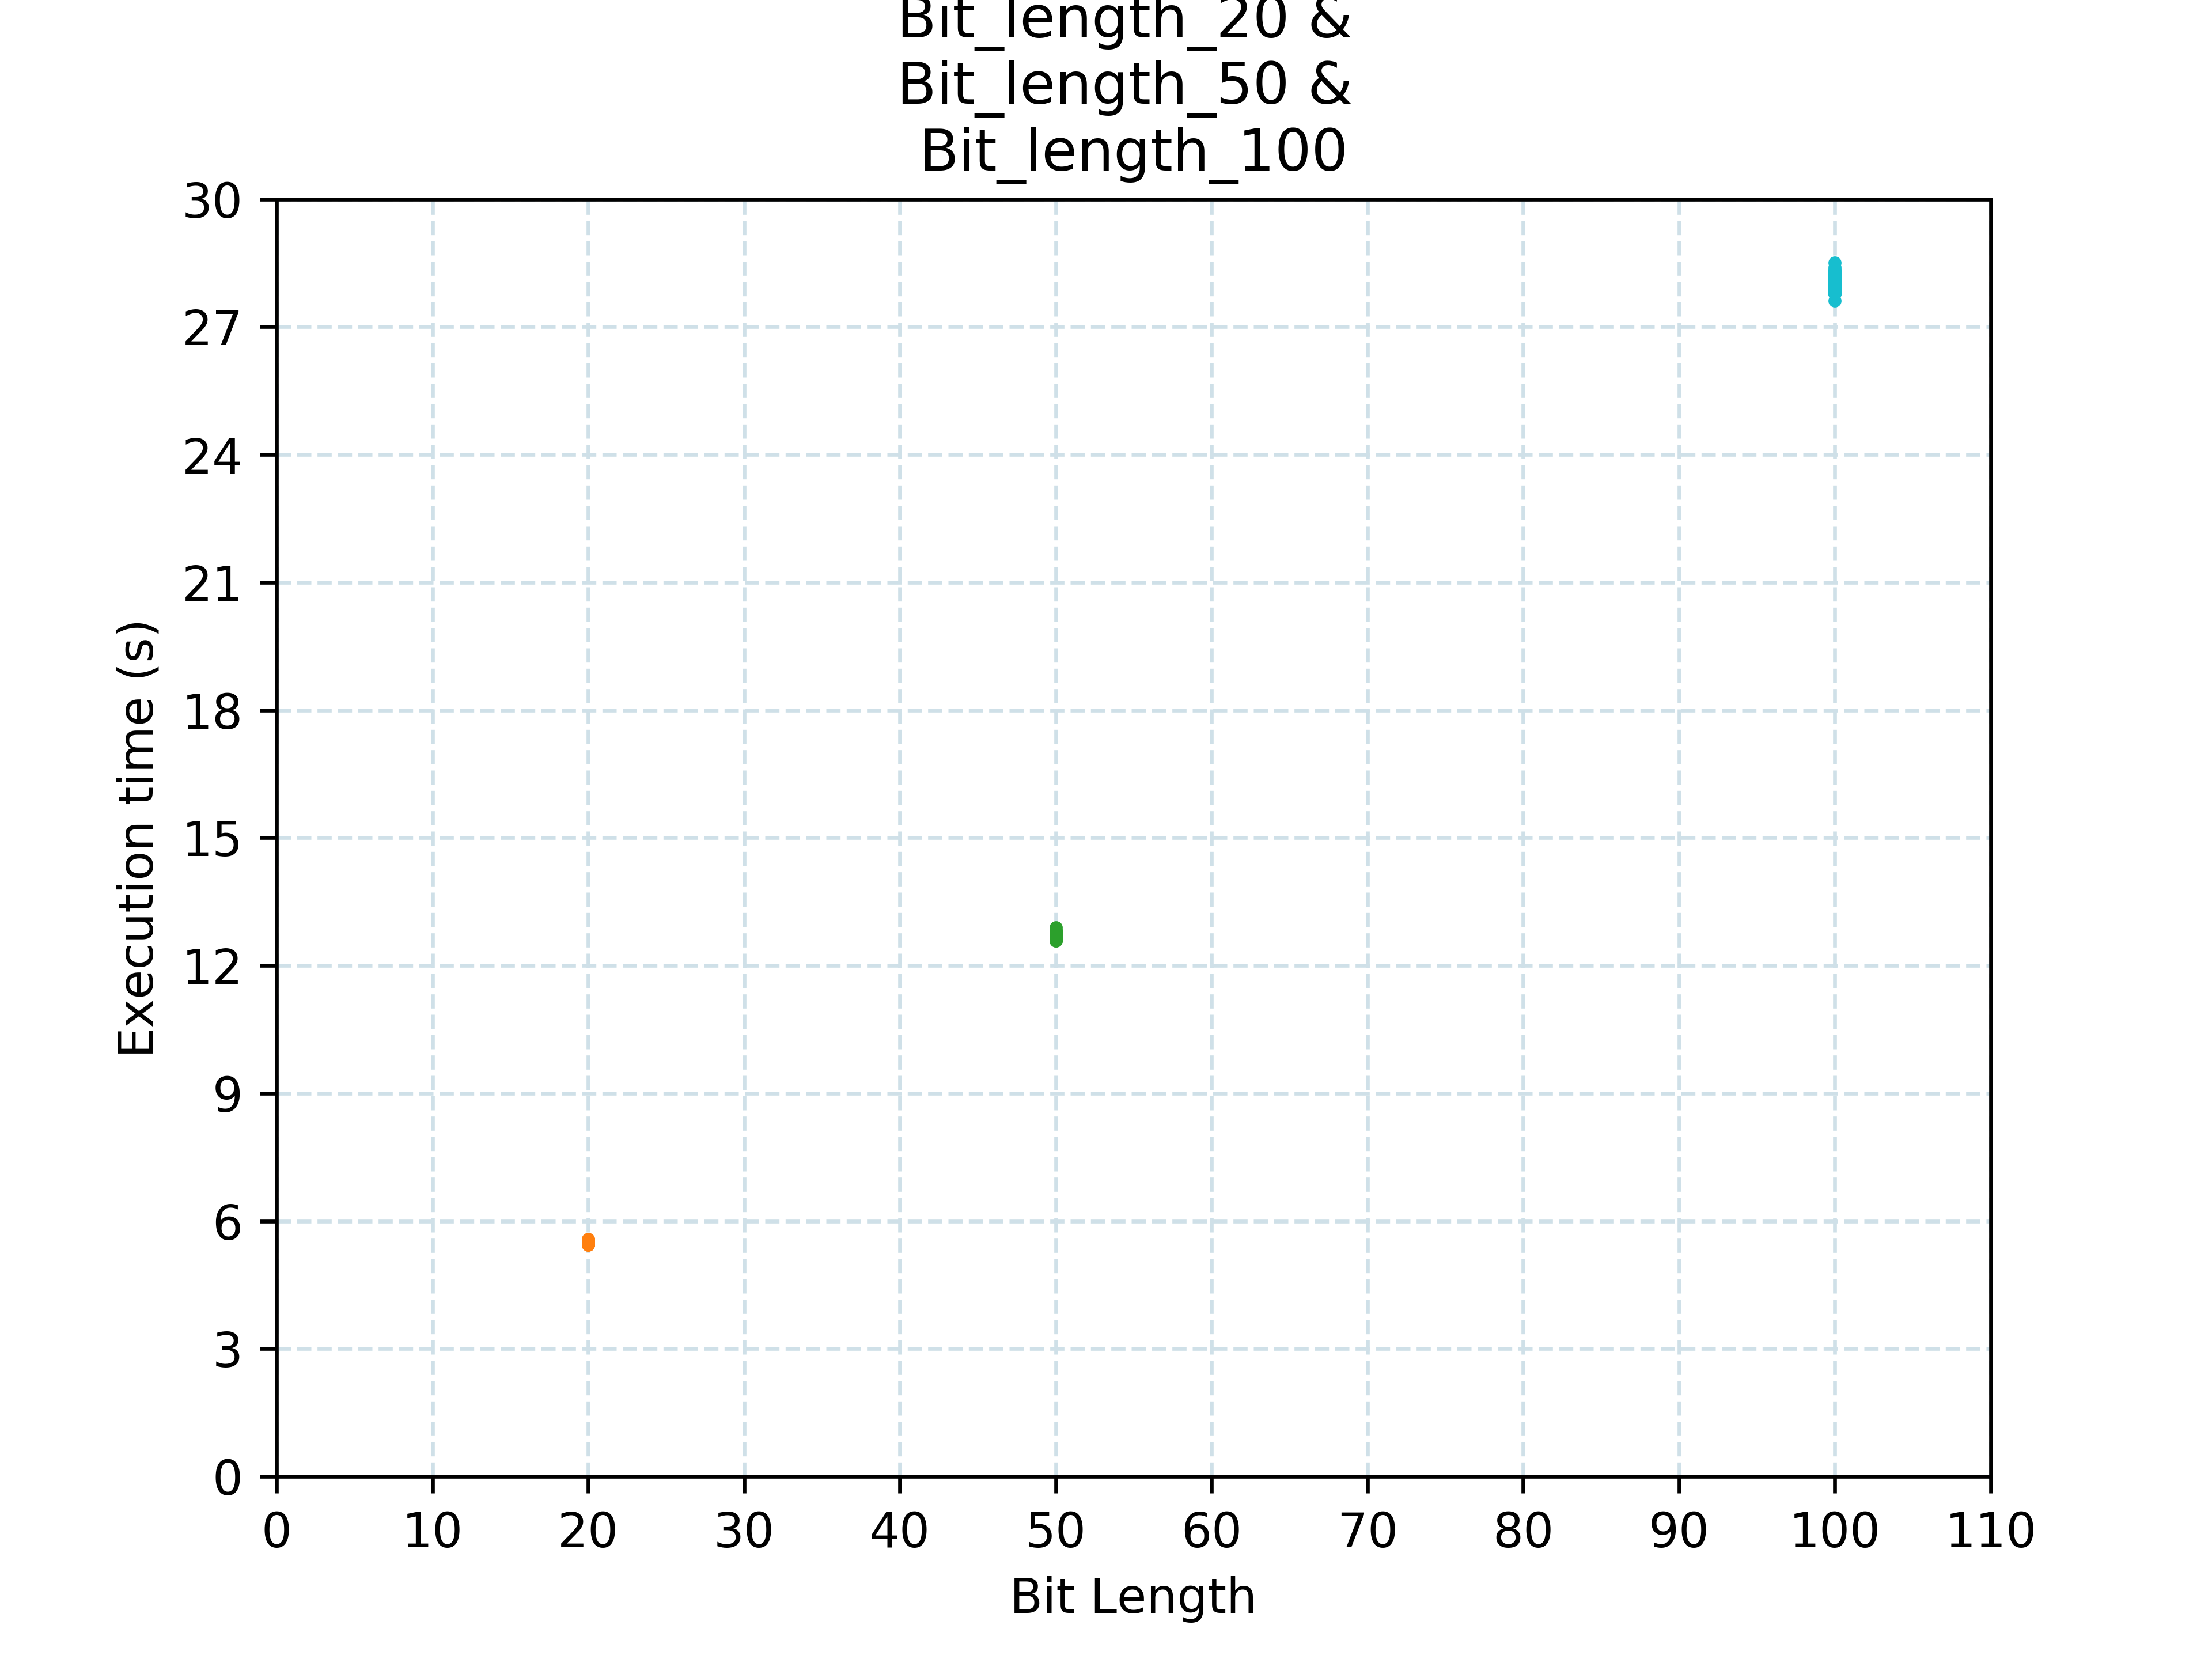 Bit_length_20 &
Bit_length_50 &
Bit_length_100
30
27
24
21
18
15
12
9
6
3
0
Execution time (s)
0 10 20 30 40 50 60 70 80 90 100 110
Bit Length